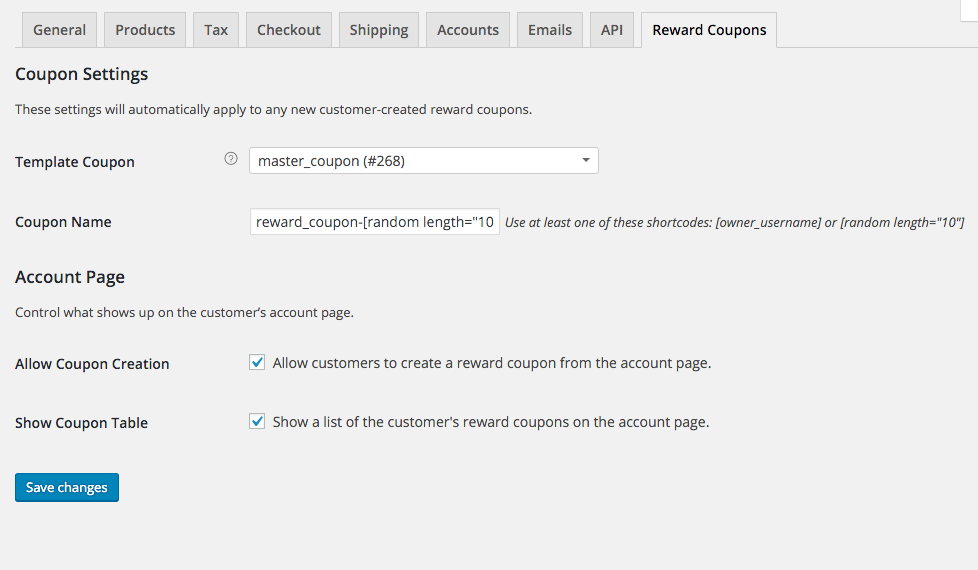 General Products Tax Checkout Shipping Accounts Emails API Reward Coupons
Coupon Settings
These settings will automatically apply to any new customer-created reward coupons.
Template Coupon ? master_coupon (#268)
Coupon Name reward_coupon-[random length="10 Use at least one of these shortcodes: [owner_username] or [random length="10"]
Account Page
Control what shows up on the customer's account page.
Allow Coupon Creation Allow customers to create a reward coupon from the account page.
Show Coupon Table Show a list of the customer's reward coupons on the account page.
Save changes